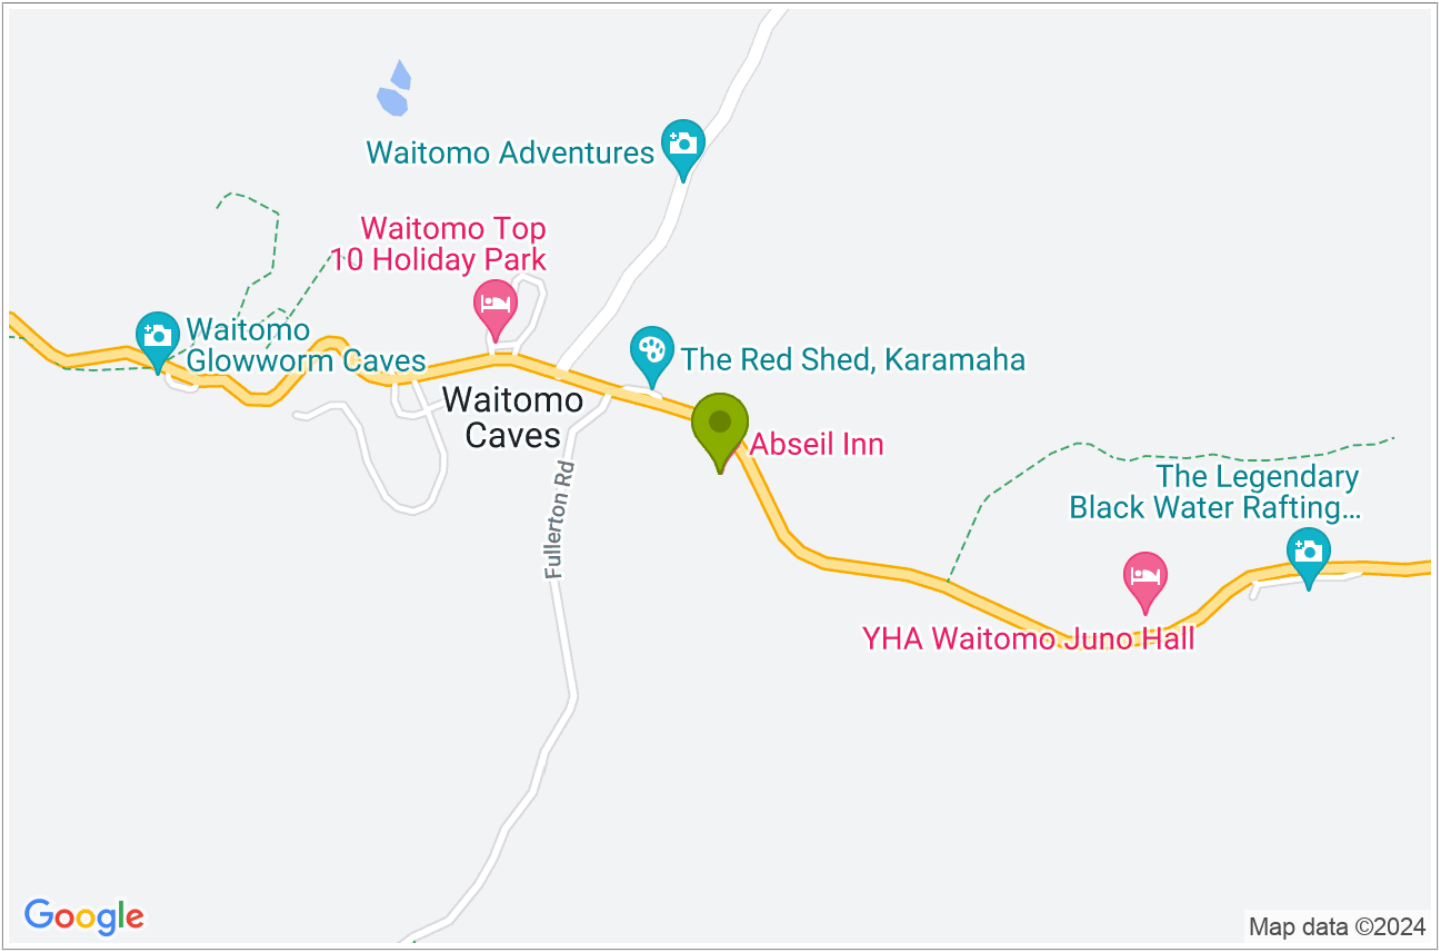 Waitomo Adventures
Waitomo Top
10 Holiday Park
Waitomo
Glowworm Caves
The Red Shed, Karamaha
Waitomo
Caves
Abseil Inn
Fullerton Rd
The Legendary
Black Water Rafting...
YHA Waitomo Juno Hall
Google
Map data ©2024